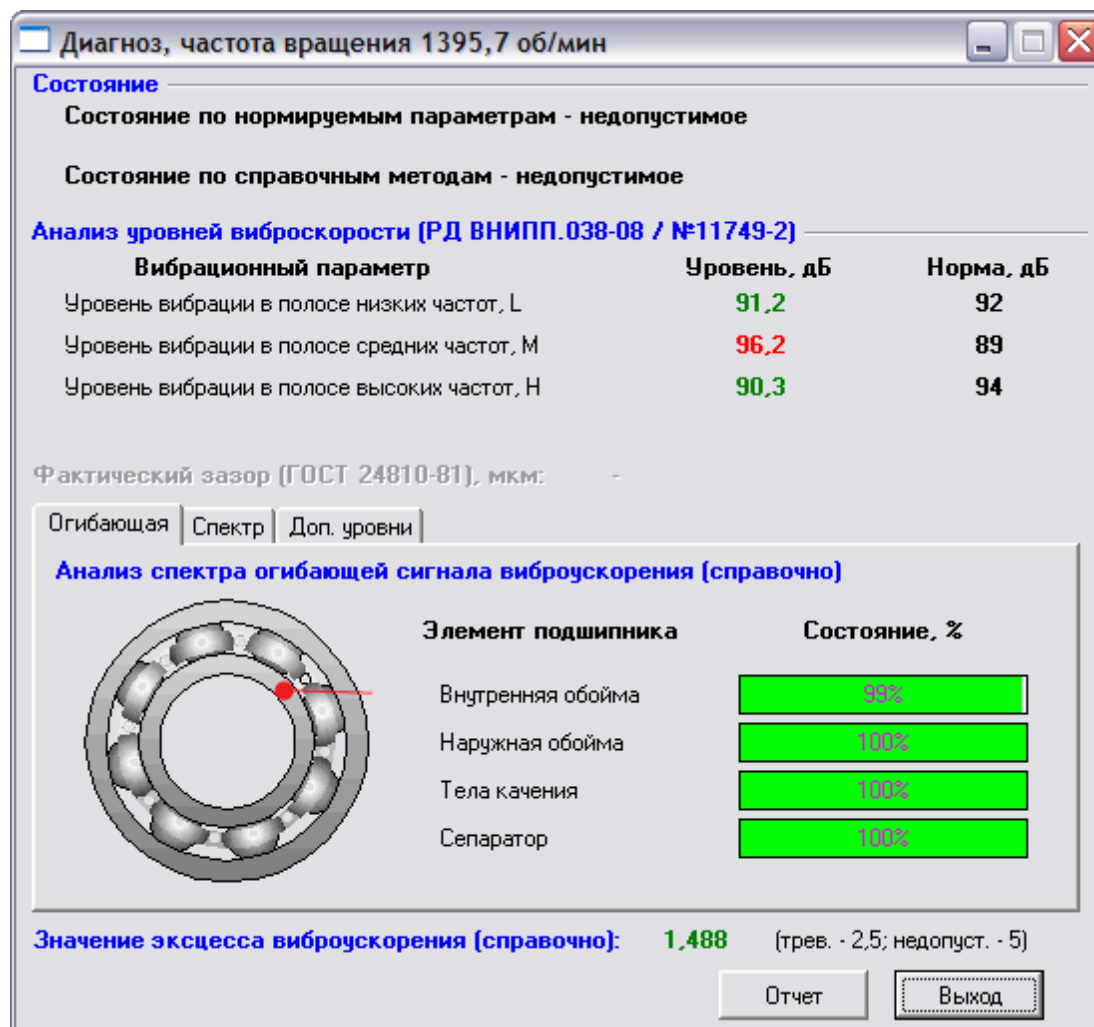 Диагноз, частота вращения 1395,7 об/мин
Состояние
Состояние по нормируемым параметрам - недопустимое
Состояние по справочным методам - недопустимое
Анализ уровней виброскорости (РД ВНИПП.038-08 / №11749-2)
Вибрационный параметр Уровень, дБ Норма, дБ
Уровень вибрации в полосе низких частот, L 91,2 92
Уровень вибрации в полосе средних частот, M 96,2 89
Уровень вибрации в полосе высоких частот, H 90,3 94
Фактический зазор (ГОСТ 24810-81), мкм: -
Огибающая Спектр Доп. уровни
Анализ спектра огибающей сигнала виброускорения (справочно)
Элемент подшипника Состояние, %
Внутренняя обойма 99%
Наружная обойма 100%
Тела качения 100%
Сепаратор 100%
Значение эксцесса виброускорения (справочно): 1,488 (трев. - 2,5; недопуст. - 5)
Отчет Выход